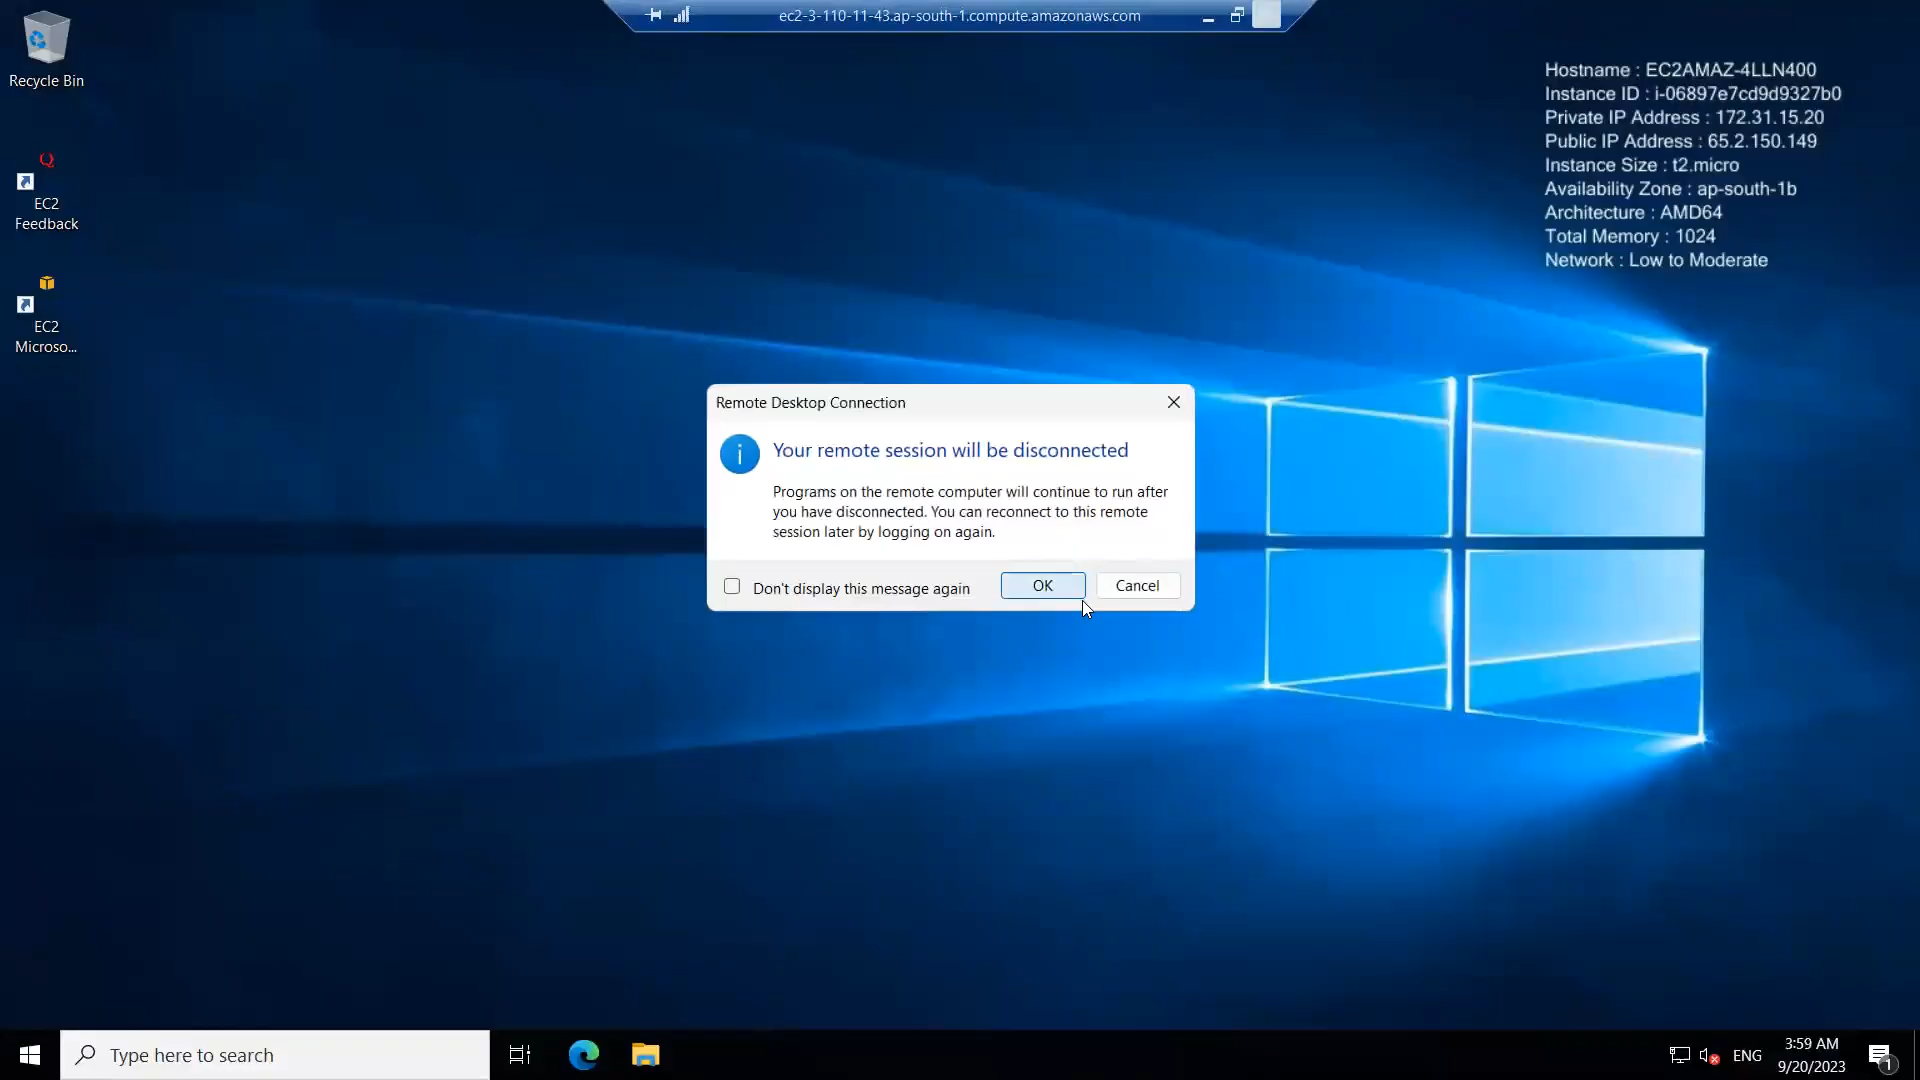 ec2-3-110-11-43.ap-south-1.compute.amazonaws.com
Recycle Bin
EC2
Feedback
EC2
Microso...
Hostname : EC2AMAZ-4LLN400
Instance ID : i-06897e7cd9d9327b0
Private IP Address : 172.31.15.20
Public IP Address : 65.2.150.149
Instance Size : t2.micro
Availability Zone : ap-south-1b
Architecture : AMD64
Total Memory : 1024
Network : Low to Moderate
Remote Desktop Connection
Your remote session will be disconnected
Programs on the remote computer will continue to run after
you have disconnected. You can reconnect to this remote
session later by logging on again.
Don't display this message again
OK
Cancel
Type here to search
ENG
3:59 AM
9/20/2023
1